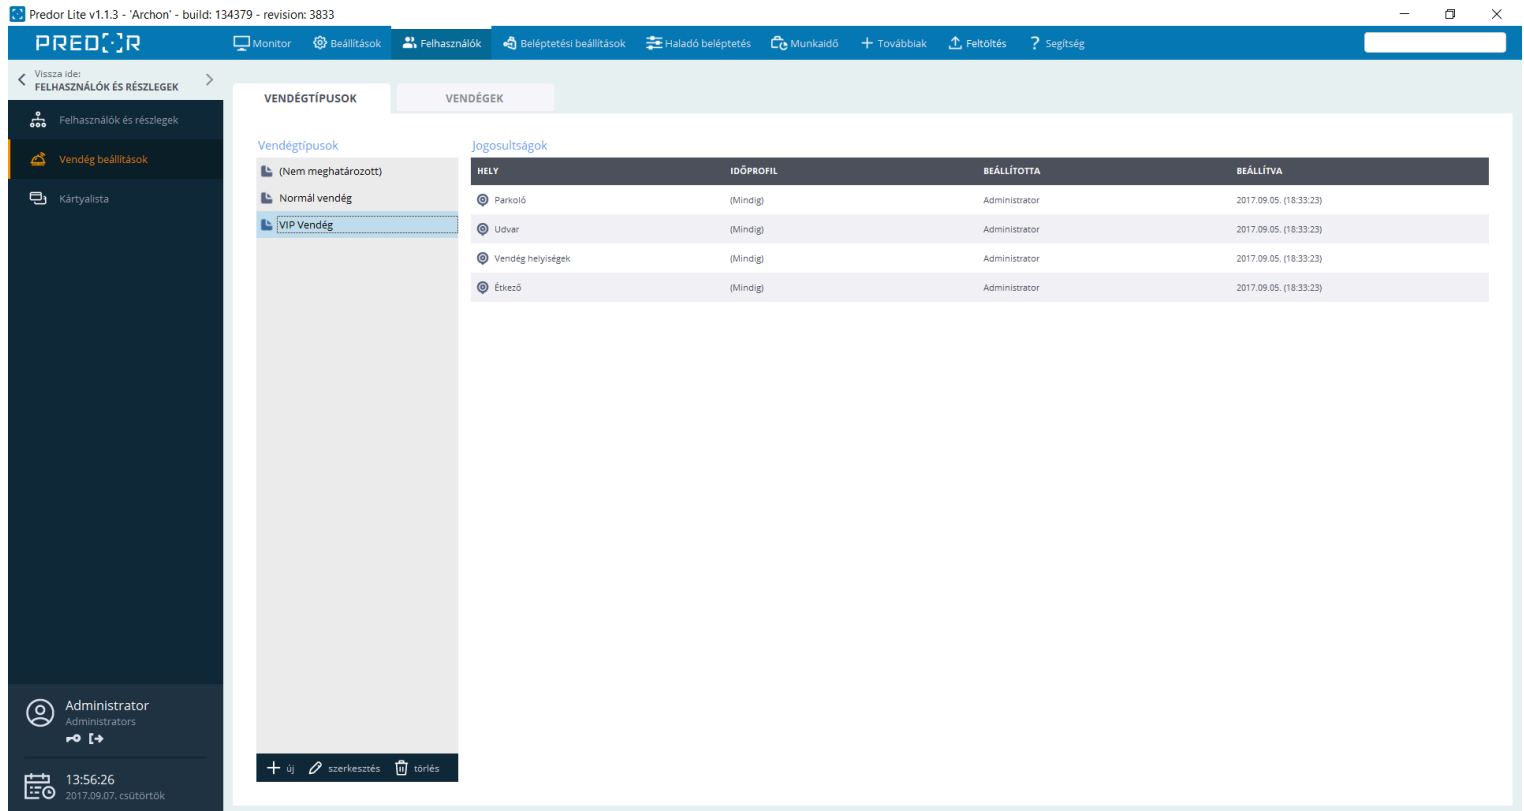 Predor Lite v1.1.3 - 'Archon' - build: 134379 - revision: 3833
PREDOR
Monitor Beállítások Felhasználók Beléptetési beállítások Haladó beléptetés Munkaidő Továbbiak Feltöltés ? Segítség
Vissza ide:
FELHASZNÁLÓK ÉS RÉSZLEGEK
Felhasználók és részlegek
Vendég beállítások
Kártyalista
VENDÉGTÍPUSOK VENDÉGEK
Vendégtípusok
(Nem meghatározott)
Normál vendég
VIP Vendég
Jogosultságok
HELY IDŐPROFIL BEÁLLÍTOTTA BEÁLLÍTVA
Parkoló (Mindig) Administrator 2017.09.05. (18:33:23)
Udvar (Mindig) Administrator 2017.09.05. (18:33:23)
Vendég helyiségek (Mindig) Administrator 2017.09.05. (18:33:23)
Étkező (Mindig) Administrator 2017.09.05. (18:33:23)
új szerkesztés törlés
Administrator
Administrators
13:56:26
2017.09.07. csütörtök